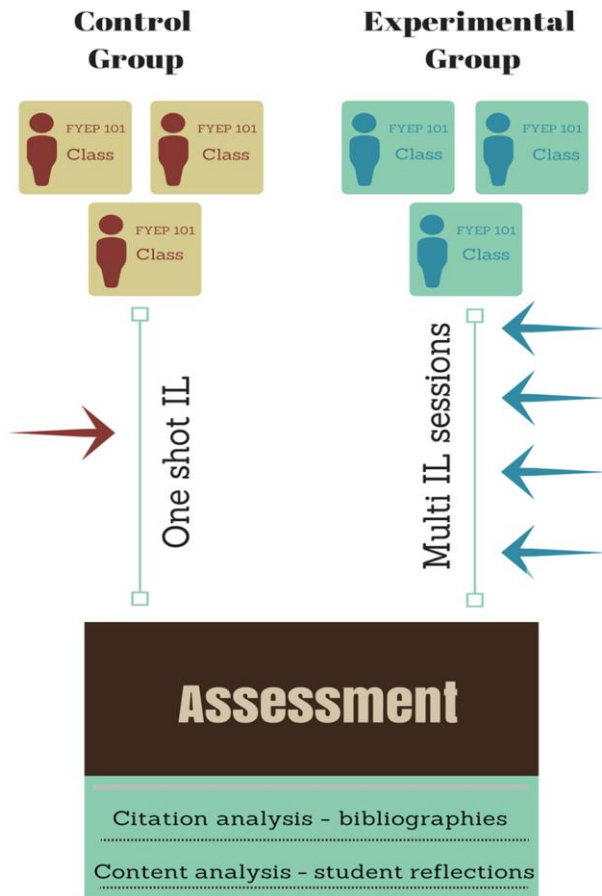 Control
Group
Experimental
Group
FYEP 101
Class
FYEP 101
Class
FYEP 101
Class
FYEP 101
Class
FYEP 101
Class
FYEP 101
Class
One shot IL
Multi IL sessions
Assessment
Citation analysis - bibliographies
Content analysis - student reflections